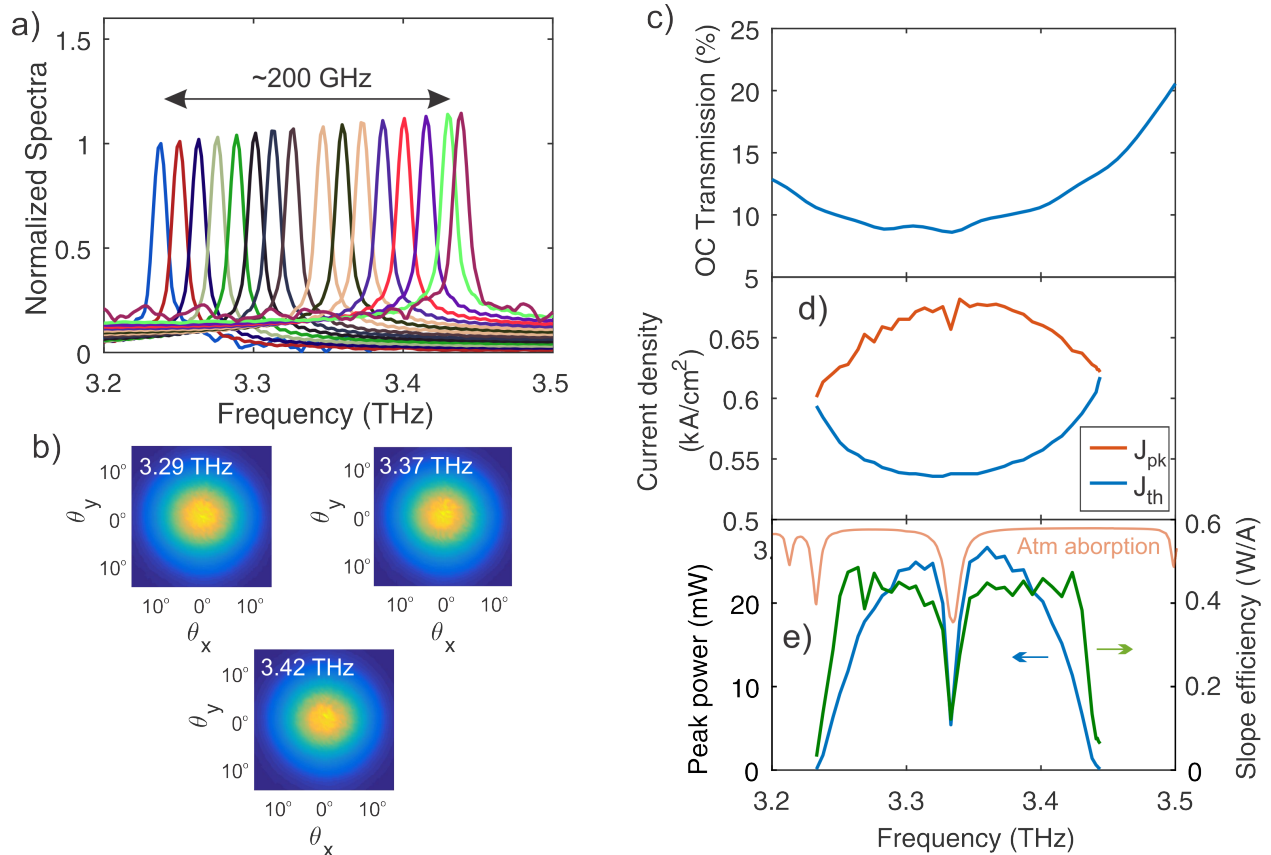 a)
1.5
1
0.5
0
Normalized Spectra
~200 GHz
3.2
3.3
3.4
3.5
Frequency (THz)
b)
3.29 THz
10°
0°
10°
θy
10° 0° 10°
θx
3.37 THz
10°
0°
10°
θy
10° 0° 10°
θx
3.42 THz
10°
0°
10°
θy
10° 0° 10°
θx
c)
OC Transmission (%)
25
20
15
10
5
d)
Current density
(kA/cm²)
0.65
0.6
0.55
0.5
Jpk
Jth
e)
Atm aborption
Peak power (mW)
3
20
10
0
Slope efficiency (W/A)
0.6
0.4
0.2
0
3.2
3.3
3.4
3.5
Frequency (THz)